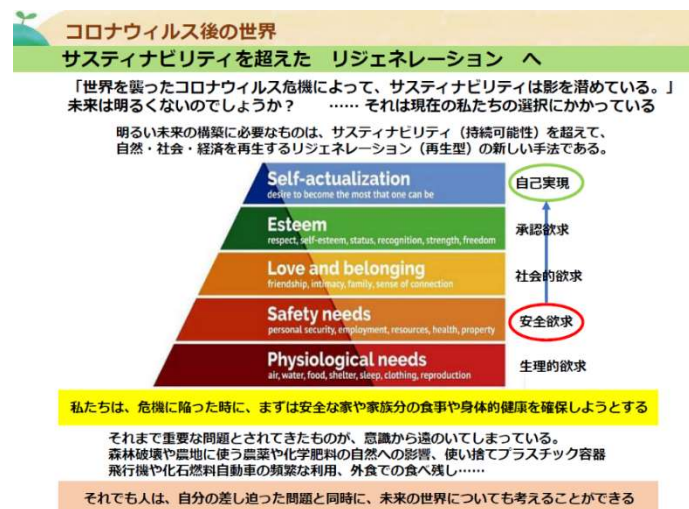 コロナウィルス後の世界
サスティナビリティを超えた リジェネレーション へ
「世界を襲ったコロナウィルス危機によって、サスティナビリティは影を潜めている。」
未来は明るくないのでしょうか? …… それは現在の私たちの選択にかかっている
明るい未来の構築に必要なものは、サスティナビリティ(持続可能性)を超えて、
自然・社会・経済を再生するリジェネレーション(再生型)の新しい手法である。
Self-actualization
desire to become the most that one can be
自己実現
Esteem
respect, self-esteem, status, recognition, strength, freedom
承認欲求
Love and belonging
friendship, intimacy, family, sense of connection
社会的欲求
Safety needs
personal security, employment, resources, health, property
安全欲求
Physiological needs
air, water, food, shelter, sleep, clothing, reproduction
生理的欲求
私たちは、危機に陥った時に、まずは安全な家や家族分の食事や身体的健康を確保しようとする
それまで重要な問題とされてきたものが、意識から遠のいてしまっている。
森林破壊や農地に使う農薬や化学肥料の自然への影響、使い捨てプラスチック容器
飛行機や化石燃料自動車の頻繁な利用、外食での食べ残し……
それでも人は、自分の差し迫った問題と同時に、未来の世界についても考えることができる